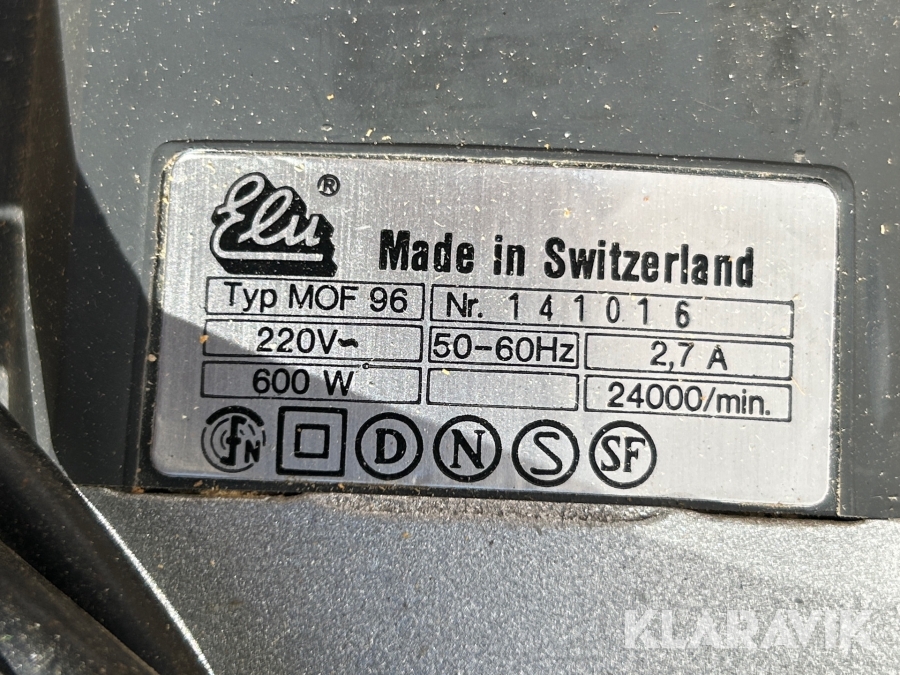 Elu ®
Made in Switzerland
Typ MOF 96 Nr. 141016
220V~ 50-60Hz 2,7 A
600 W 24000/min.
FN D N S SF
KLARAVIK